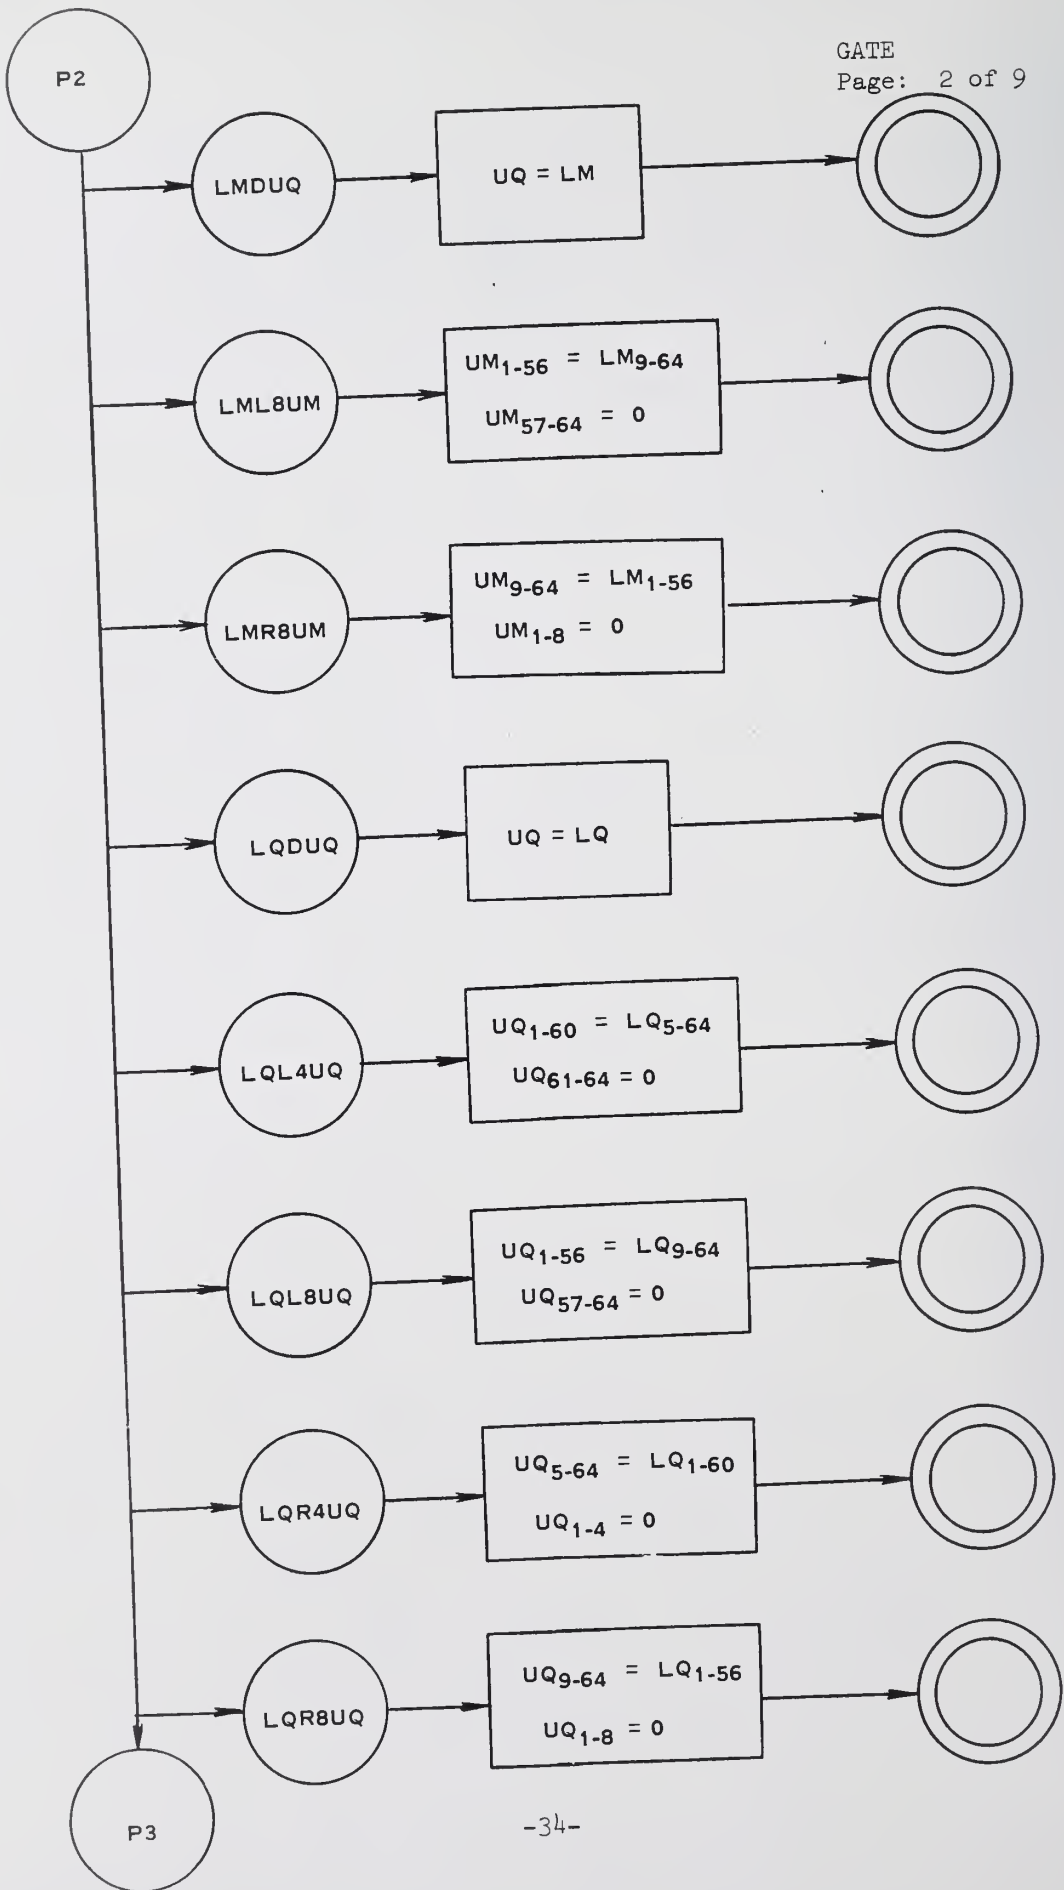 GATE
Page: 2 of 9
P2
LMDUQ
UQ = LM
LML8UM
UM1-56 = LM9-64
UM57-64 = 0
LMR8UM
UM9-64 = LM1-56
UM1-8 = 0
LQDUQ
UQ = LQ
LQL4UQ
UQ1-60 = LQ5-64
UQ61-64 = 0
LQL8UQ
UQ1-56 = LQ9-64
UQ57-64 = 0
LQR4UQ
UQ5-64 = LQ1-60
UQ1-4 = 0
LQR8UQ
UQ9-64 = LQ1-56
UQ1-8 = 0
P3
-34-